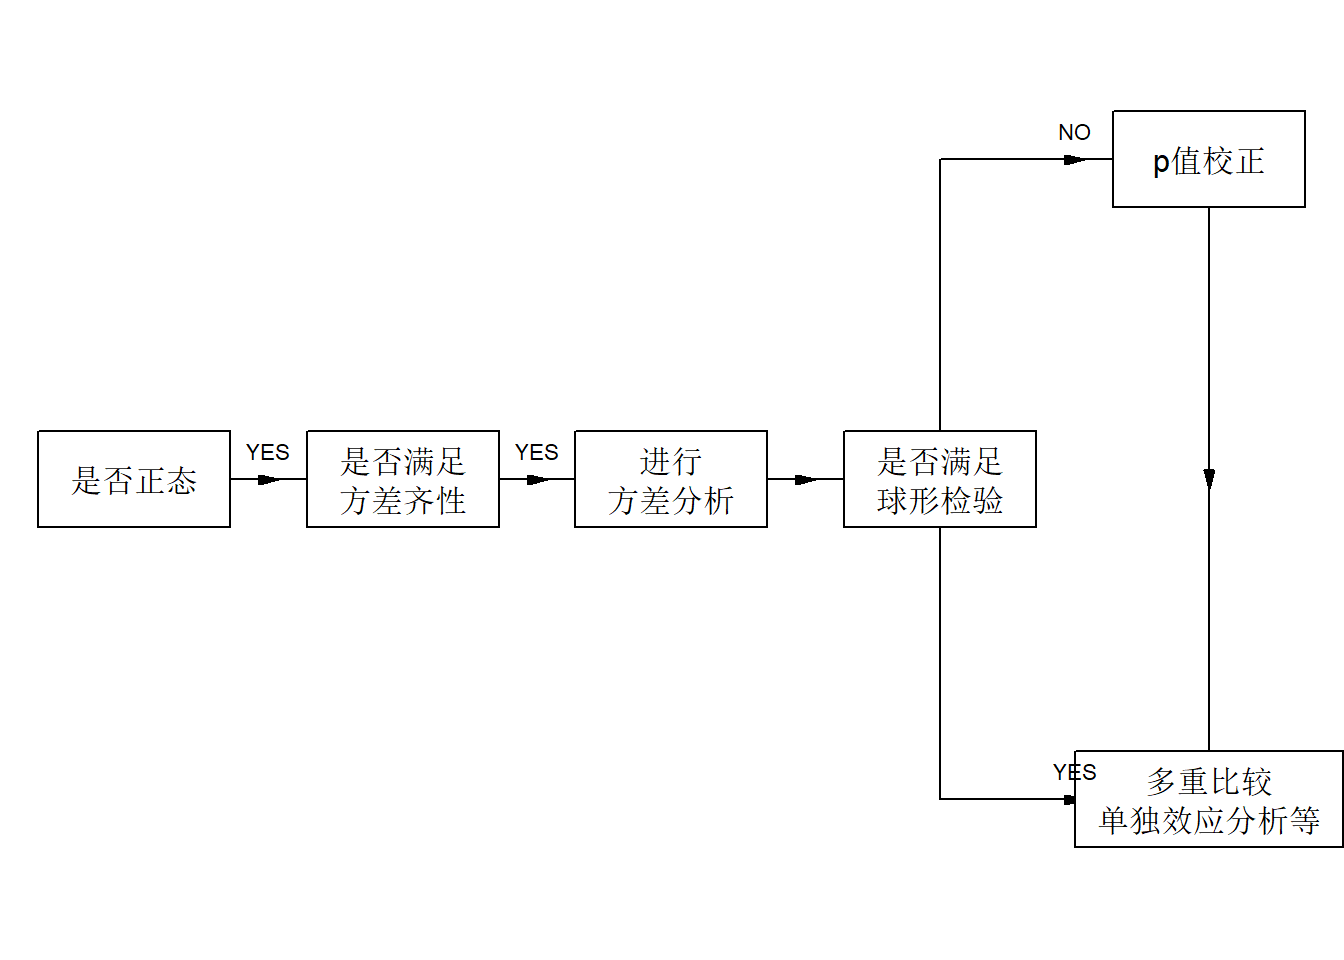 NO
p值校正
是否正态
YES
是否满足
方差齐性
YES
进行
方差分析
是否满足
球形检验
YES
多重比较
单独效应分析等